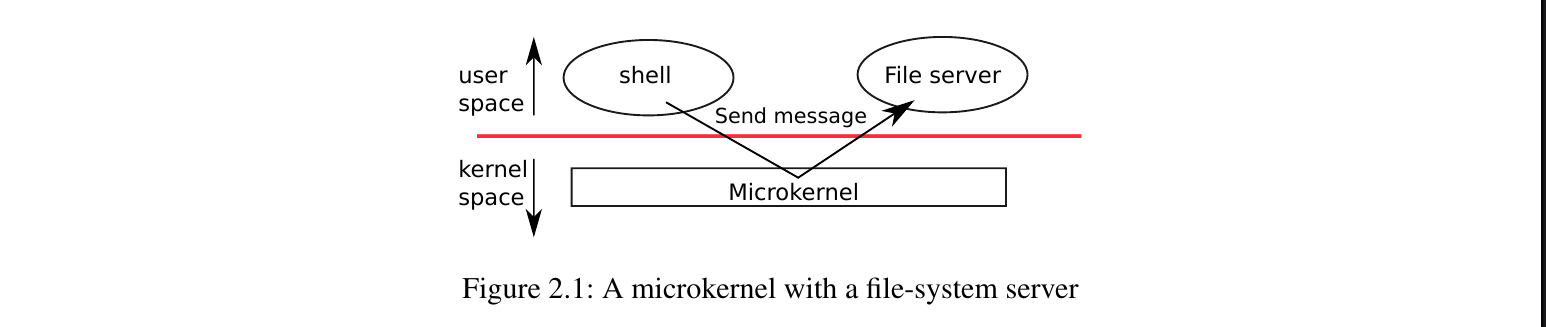 user
space
shell
File server
Send message
kernel
space
Microkernel
Figure 2.1: A microkernel with a file-system server